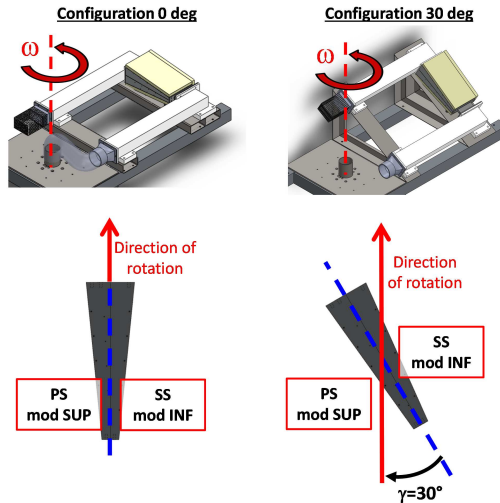 Configuration 0 deg
Configuration 30 deg
ω
ω
Direction of
rotation
Direction
of rotation
PS
mod SUP
SS
mod INF
PS
mod SUP
SS
mod INF
γ=30°